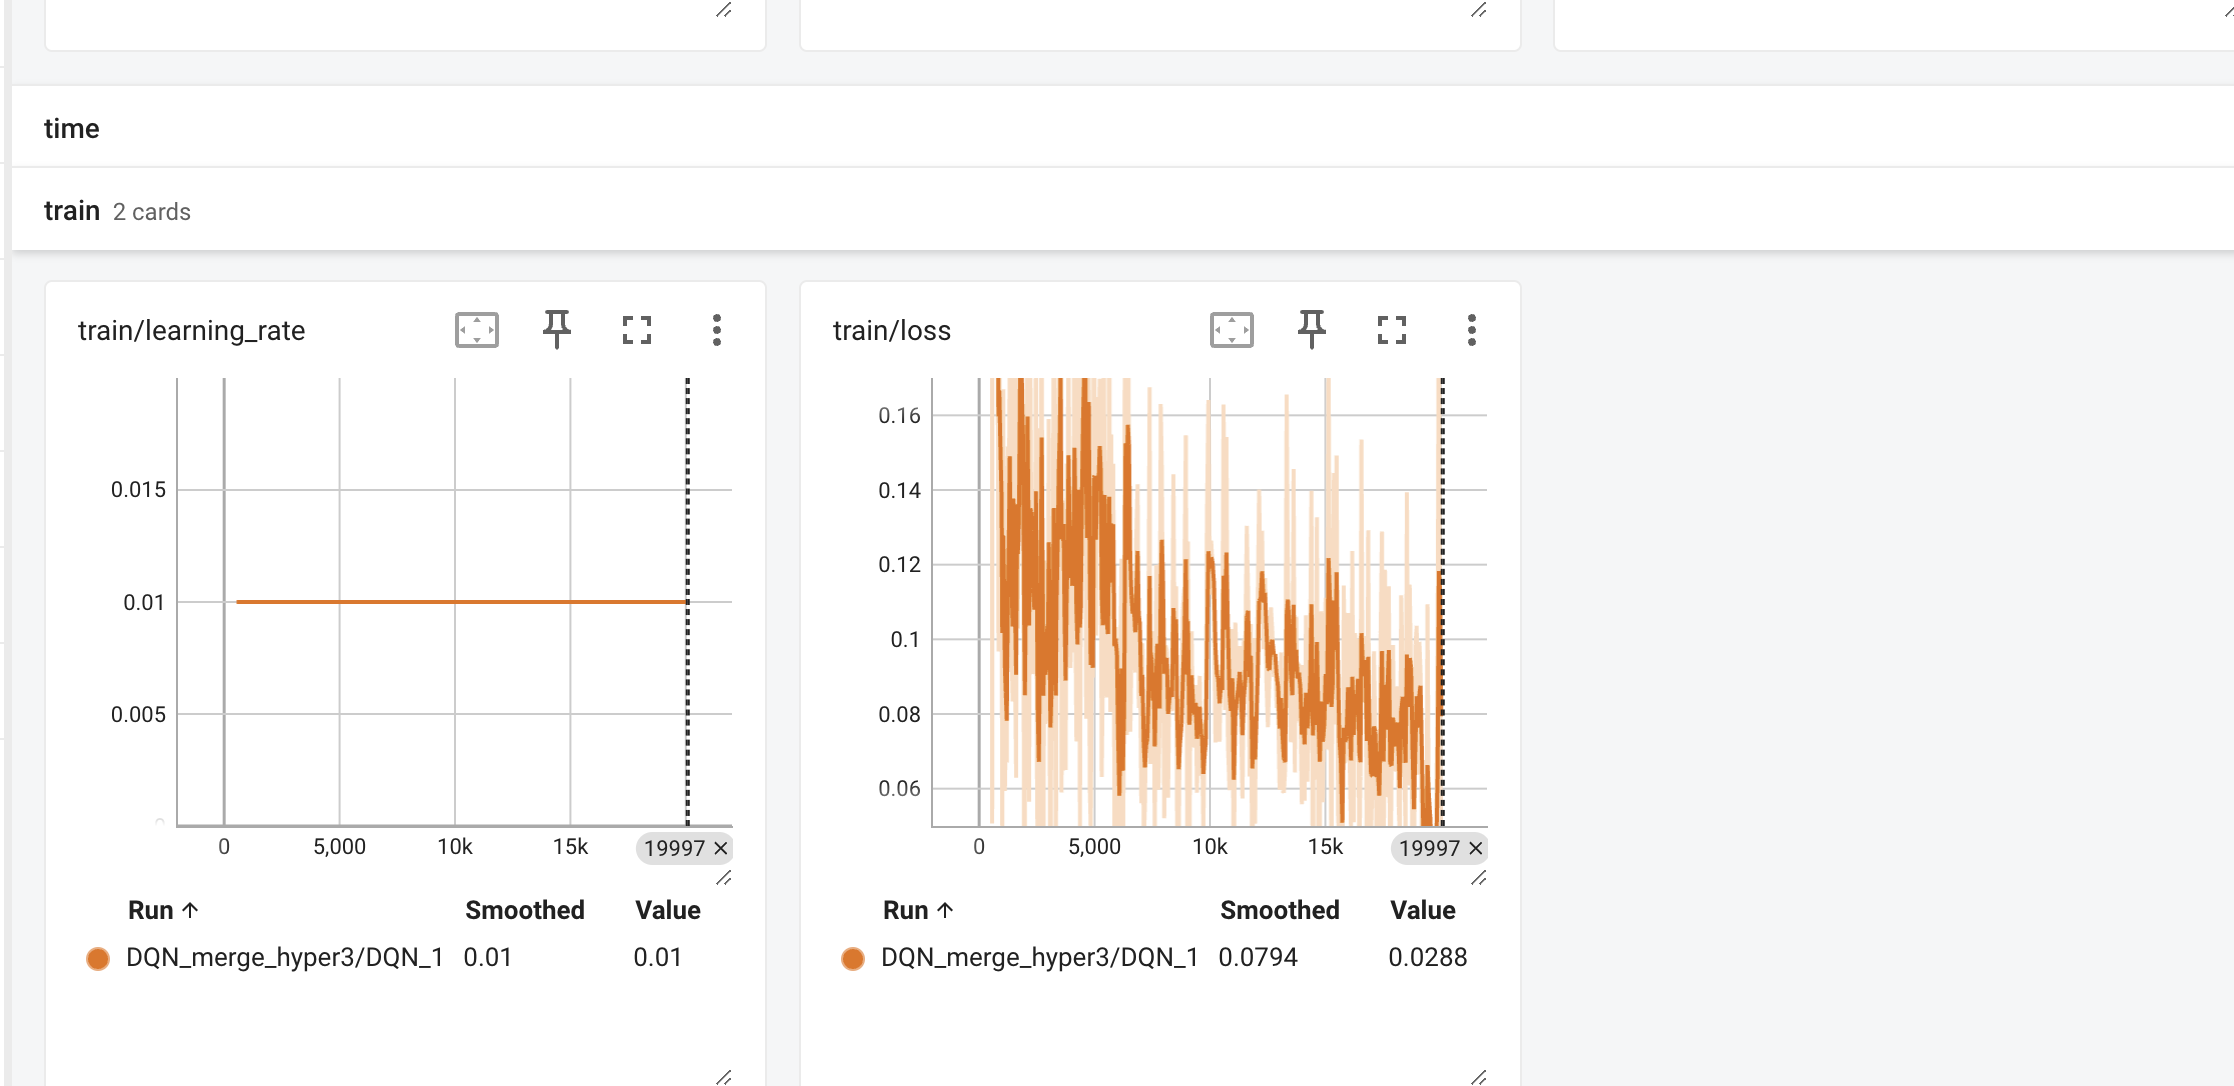 time
train 2 cards
train/learning_rate
0.015
0.01
0.005
0
0 5,000 10k 15k 19997 ×
Run ↑ Smoothed Value
DQN_merge_hyper3/DQN_1 0.01 0.01
train/loss
0.16
0.14
0.12
0.1
0.08
0.06
0 5,000 10k 15k 19997 ×
Run ↑ Smoothed Value
DQN_merge_hyper3/DQN_1 0.0794 0.0288